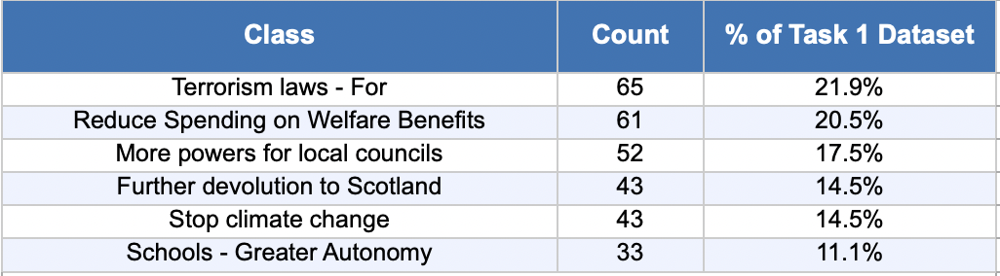 Class Count % of Task 1 Dataset
Terrorism laws - For 65 21.9%
Reduce Spending on Welfare Benefits 61 20.5%
More powers for local councils 52 17.5%
Further devolution to Scotland 43 14.5%
Stop climate change 43 14.5%
Schools - Greater Autonomy 33 11.1%